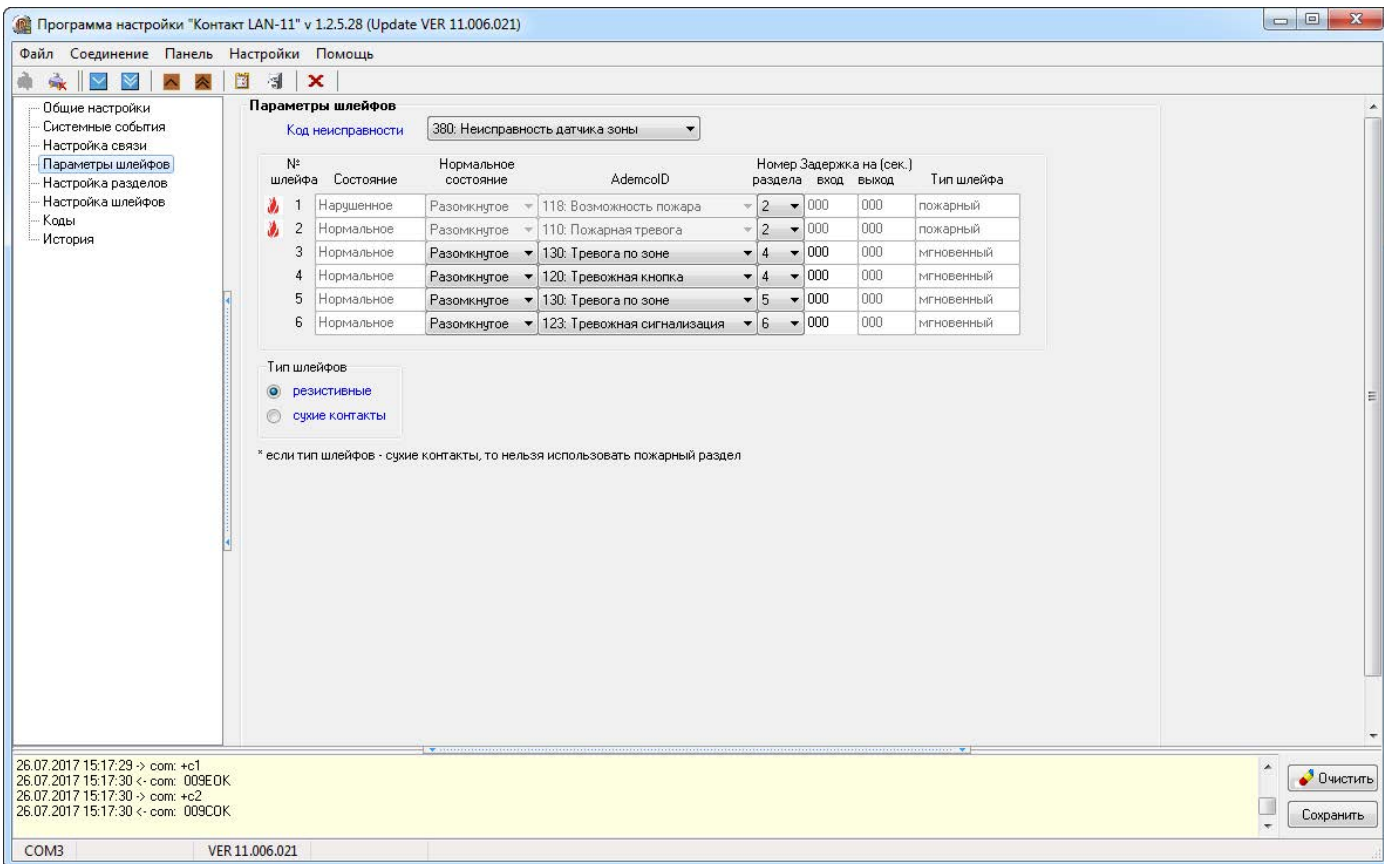 Программа настройки "Контакт LAN-11" v 1.2.5.28 (Update VER 11.006.021)
Файл Соединение Панель Настройки Помощь
Общие настройки
Системные события
Настройка связи
Параметры шлейфов
Настройка разделов
Настройка шлейфов
Коды
История
Параметры шлейфов
Код неисправности 380: Неисправность датчика зоны
№ Нормальное Номер Задержка на (сек.)
шлейфа Состояние состояние AdemcoID раздела вход выход Тип шлейфа
1 Нарушенное Разомкнутое 118: Возможность пожара 2 000 000 пожарный
2 Нормальное Разомкнутое 110: Пожарная тревога 2 000 000 пожарный
3 Нормальное Разомкнутое 130: Тревога по зоне 4 000 000 мгновенный
4 Нормальное Разомкнутое 120: Тревожная кнопка 4 000 000 мгновенный
5 Нормальное Разомкнутое 130: Тревога по зоне 5 000 000 мгновенный
6 Нормальное Разомкнутое 123: Тревожная сигнализация 6 000 000 мгновенный
Тип шлейфов
резистивные
сухие контакты
* если тип шлейфов - сухие контакты, то нельзя использовать пожарный раздел
26.07.2017 15:17:29 -> com: +c1
26.07.2017 15:17:30 <- com: 009EOK
26.07.2017 15:17:30 -> com: +c2
26.07.2017 15:17:30 <- com: 009COK
Очистить
Сохранить
COM3 VER 11.006.021